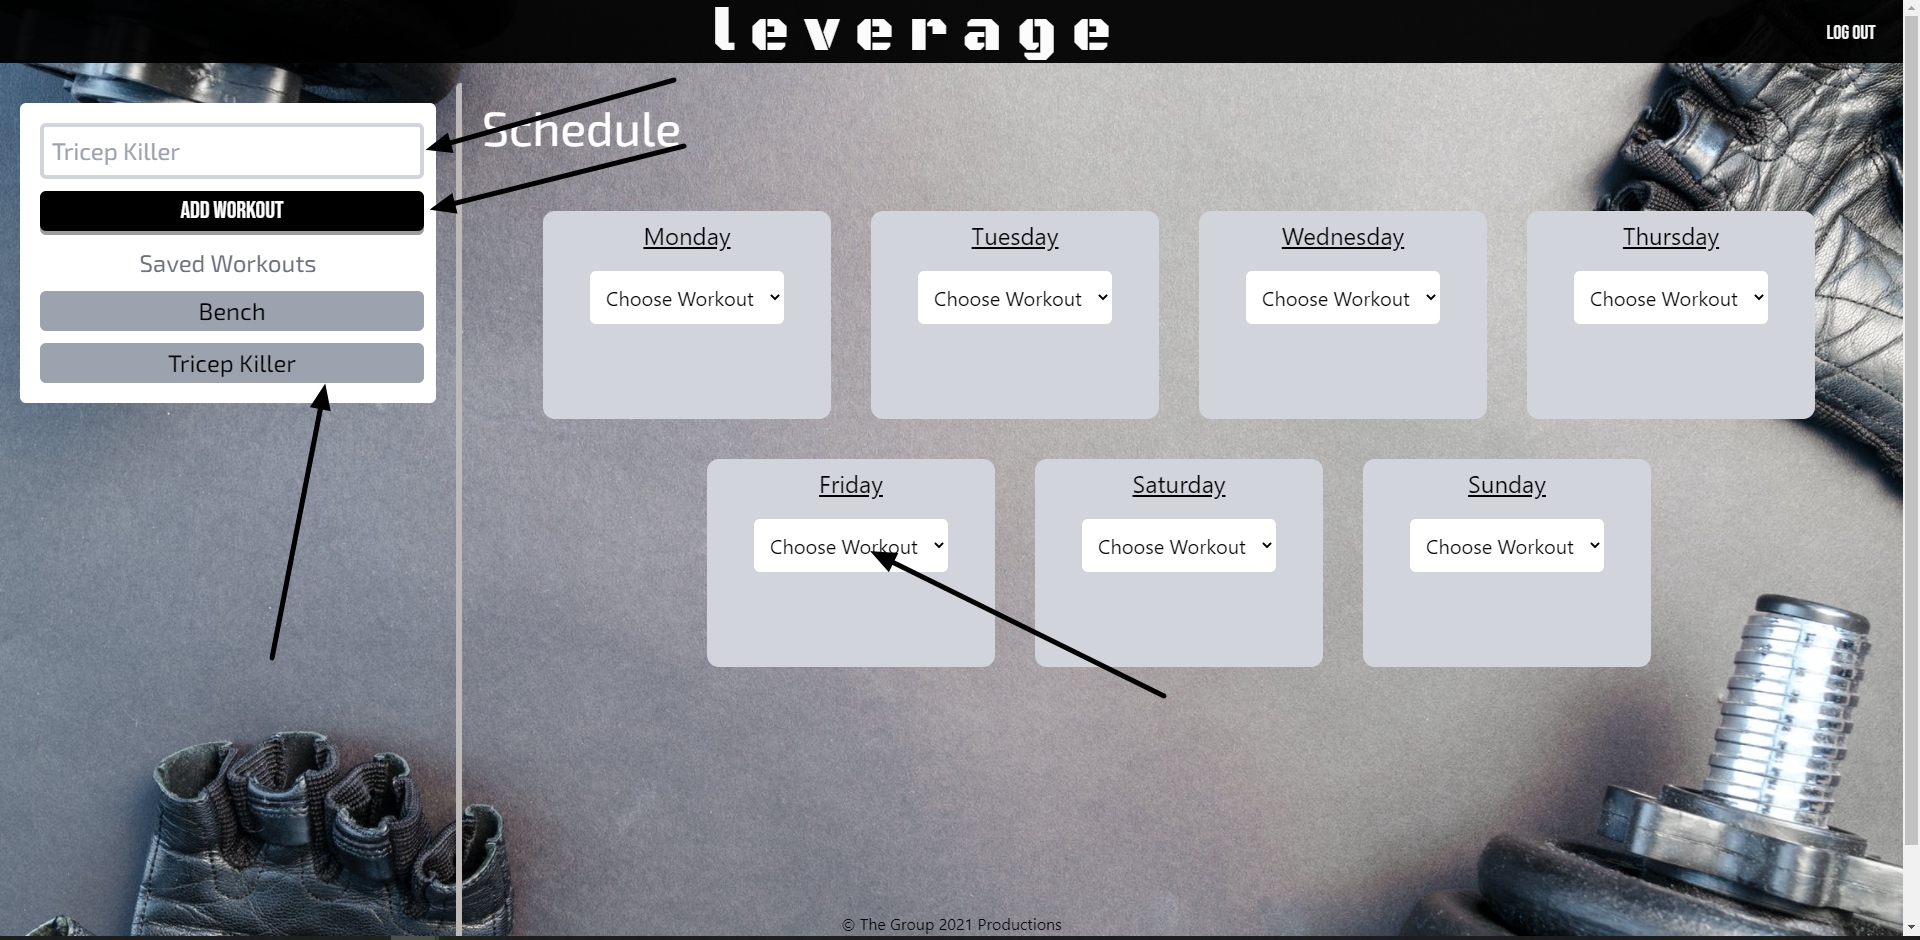 leverage
LOG OUT
Tricep Killer
ADD WORKOUT
Saved Workouts
Bench
Tricep Killer
Schedule
Monday
Choose Workout
Tuesday
Choose Workout
Wednesday
Choose Workout
Thursday
Choose Workout
Friday
Choose Workout
Saturday
Choose Workout
Sunday
Choose Workout
© The Group 2021 Productions